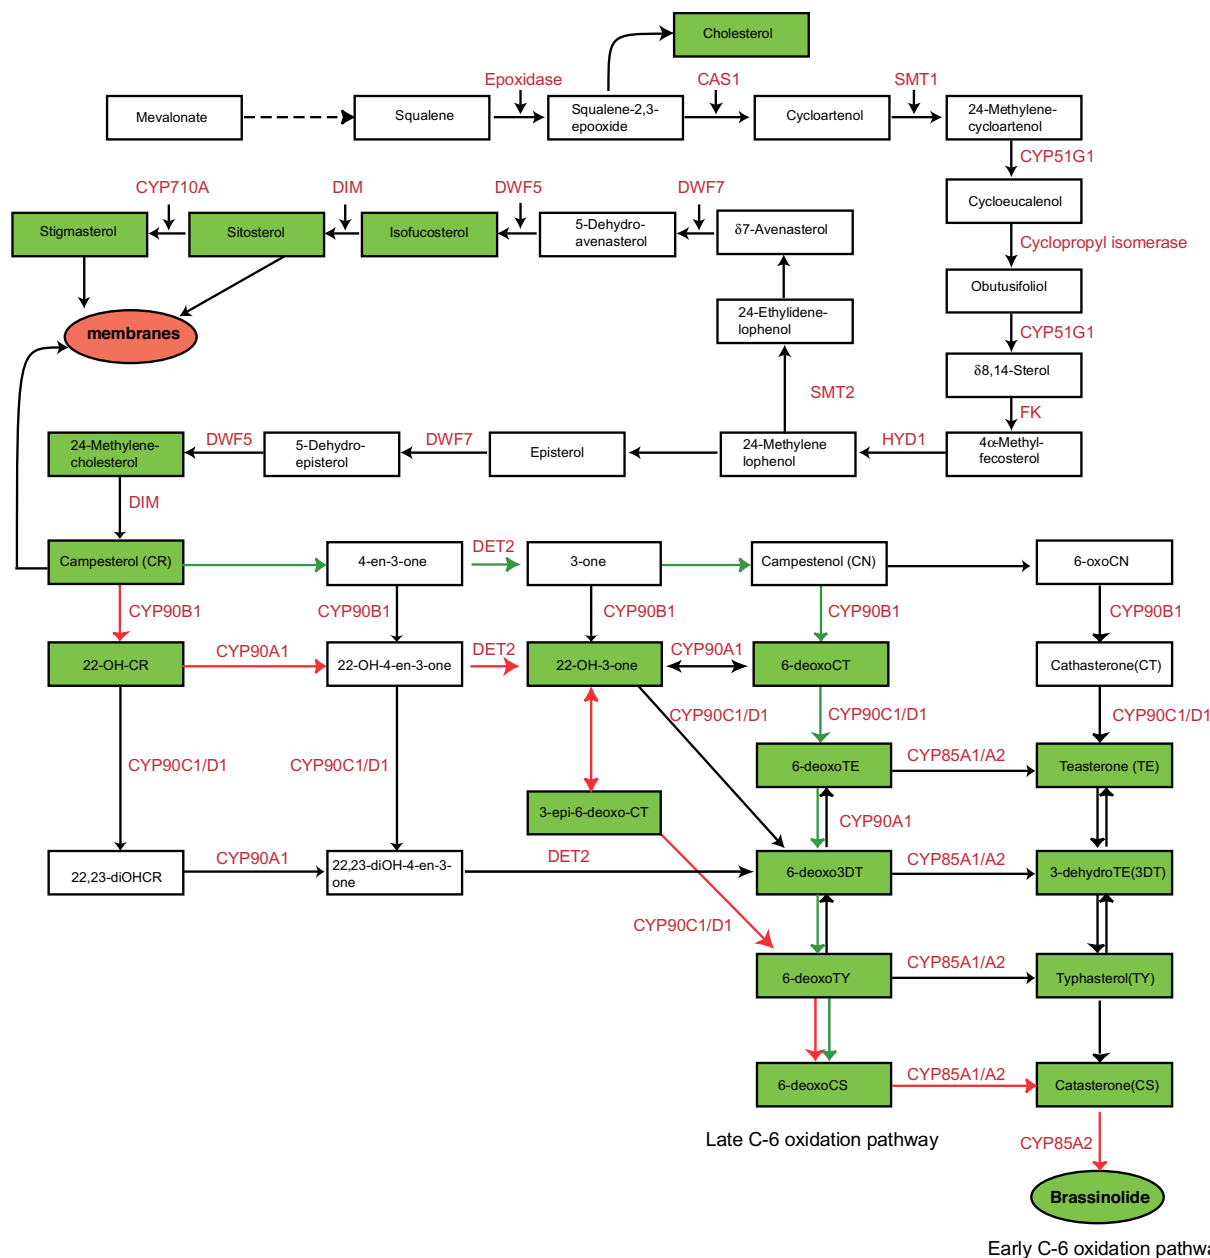 Cholesterol
Epoxidase
CAS1
SMT1
Mevalonate
Squalene
Squalene-2,3-
epooxide
Cycloartenol
24-Methylene-
cycloartenol
CYP51G1
CYP710A
DIM
DWF5
DWF7
Cycloeucalenol
Stigmasterol
Sitosterol
Isofucosterol
5-Dehydro-
avenasterol
δ7-Avenasterol
Cyclopropyl isomerase
Obutusifoliol
membranes
24-Ethylidene-
lophenol
CYP51G1
δ8,14-Sterol
SMT2
FK
24-Methylene-
cholesterol
DWF5
5-Dehydro-
episterol
DWF7
Episterol
24-Methylene
lophenol
HYD1
4α-Methyl-
fecosterol
DIM
Campesterol (CR)
4-en-3-one
DET2
3-one
Campestenol (CN)
6-oxoCN
CYP90B1
CYP90B1
CYP90B1
CYP90B1
CYP90B1
22-OH-CR
CYP90A1
22-OH-4-en-3-one
DET2
22-OH-3-one
CYP90A1
6-deoxoCT
Cathasterone(CT)
CYP90C1/D1
CYP90C1/D1
CYP90C1/D1
CYP90C1/D1
CYP90C1/D1
6-deoxoTE
CYP85A1/A2
Teasterone (TE)
3-epi-6-deoxo-CT
CYP90A1
22,23-diOHCR
CYP90A1
22,23-diOH-4-en-3-
one
DET2
6-deoxo3DT
CYP85A1/A2
3-dehydroTE(3DT)
CYP90C1/D1
6-deoxoTY
CYP85A1/A2
Typhasterol(TY)
6-deoxoCS
CYP85A1/A2
Catasterone(CS)
Late C-6 oxidation pathway
CYP85A2
Brassinolide
Early C-6 oxidation pathwa